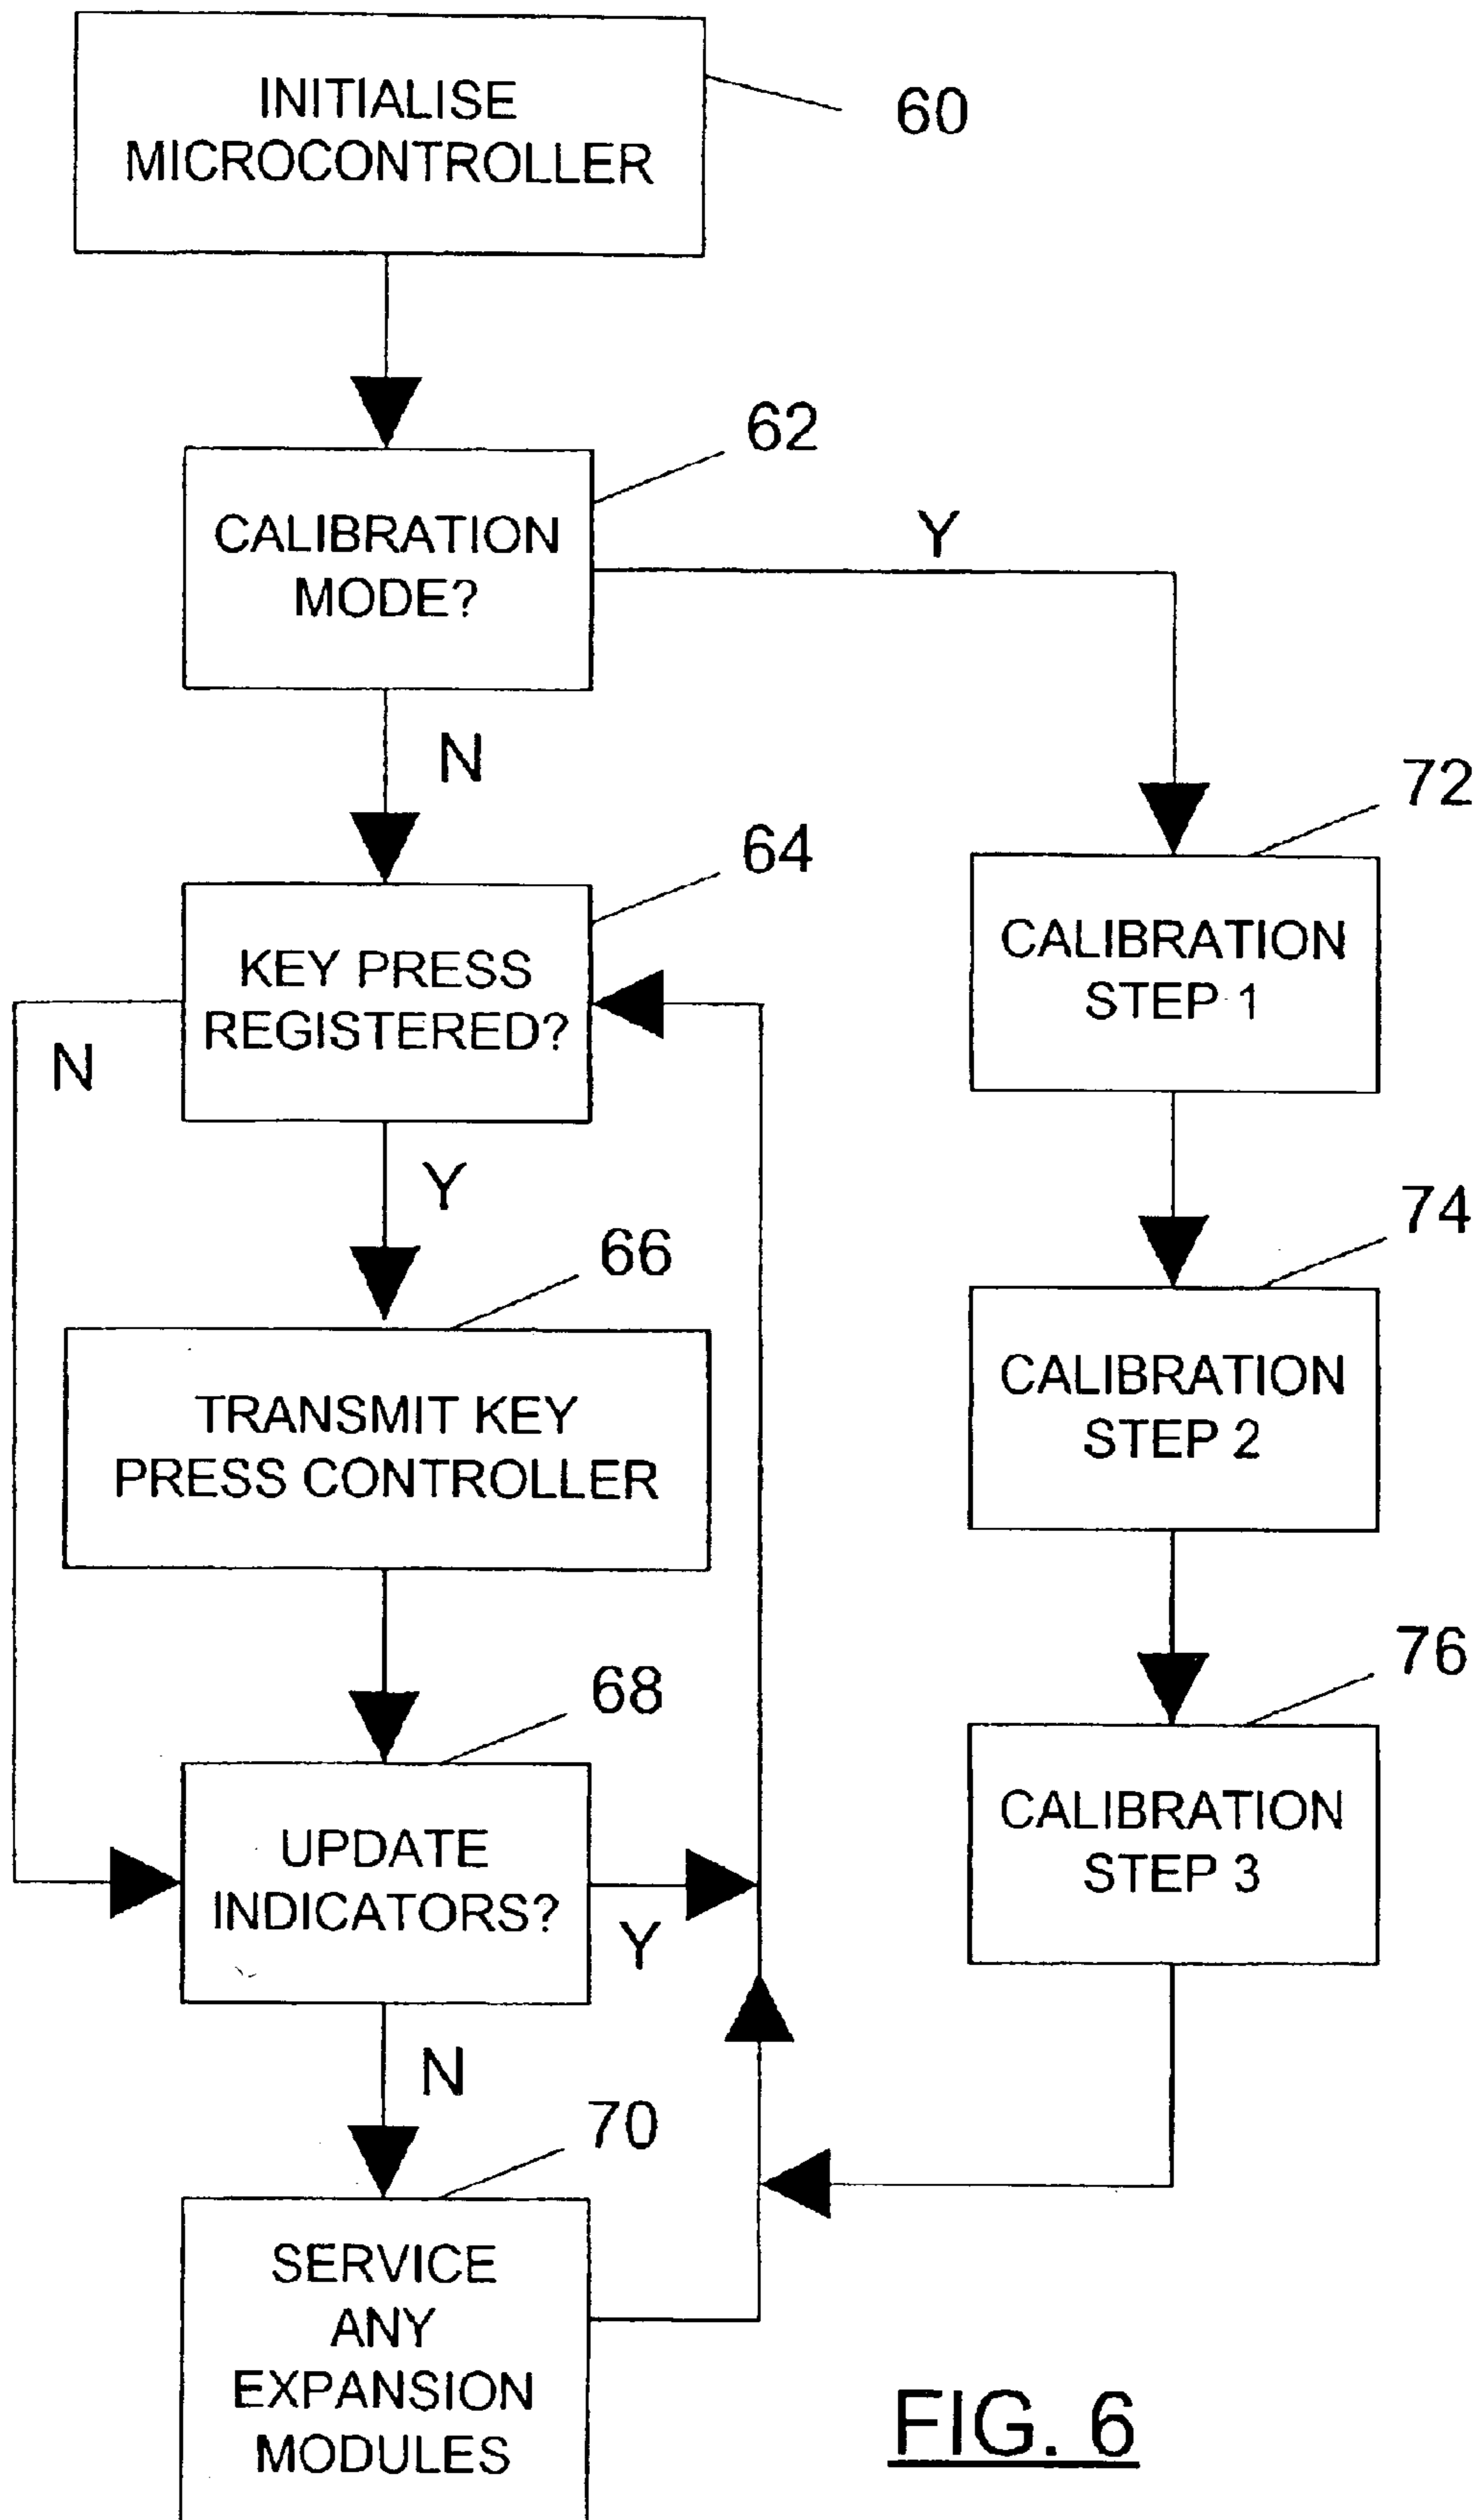 INITIALISE
MICROCONTROLLER
60
62
CALIBRATION
MODE?
Y
N
72
64
KEY PRESS
REGISTERED?
CALIBRATION
STEP 1
N
Y
74
66
TRANSMIT KEY
PRESS CONTROLLER
CALIBRATION
STEP 2
76
68
UPDATE
INDICATORS?
CALIBRATION
STEP 3
Y
N
70
SERVICE
ANY
EXPANSION
MODULES
FIG. 6